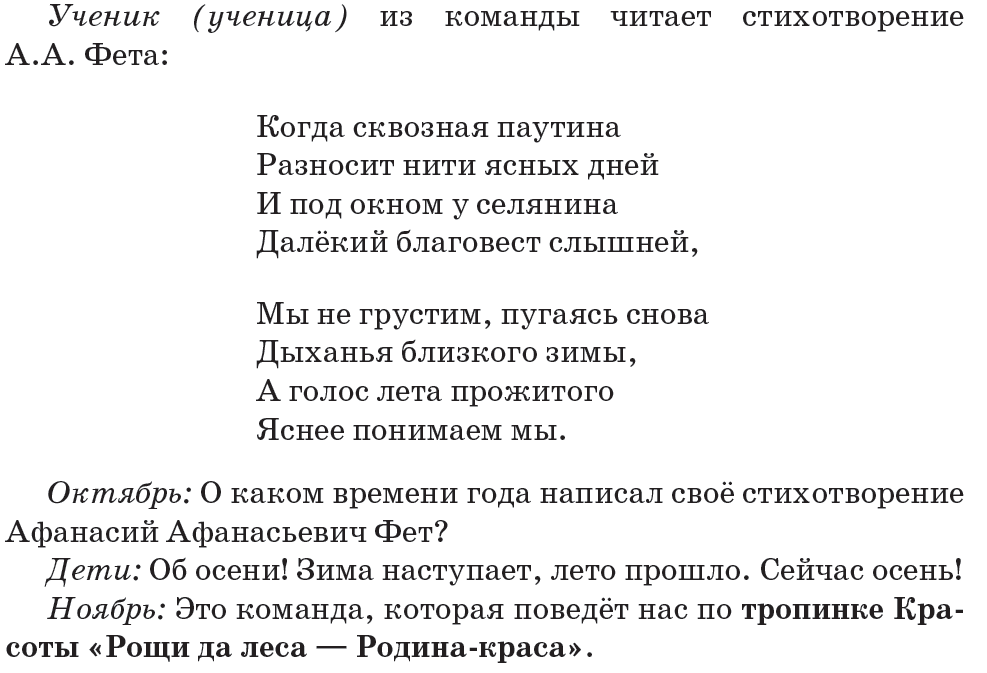 Ученик (ученица) из команды читает стихотворение
А.А. Фета:
Когда сквозная паутина
Разносит нити ясных дней
И под окном у селянина
Далёкий благовест слышней,
Мы не грустим, пугаясь снова
Дыханья близкого зимы,
А голос лета прожитого
Яснее понимаем мы.
Октябрь: О каком времени года написал своё стихотворение
Афанасий Афанасьевич Фет?
Дети: Об осени! Зима наступает, лето прошло. Сейчас осень!
Ноябрь: Это команда, которая поведёт нас по тропинке Кра-
соты «Рощи да леса — Родина-краса».